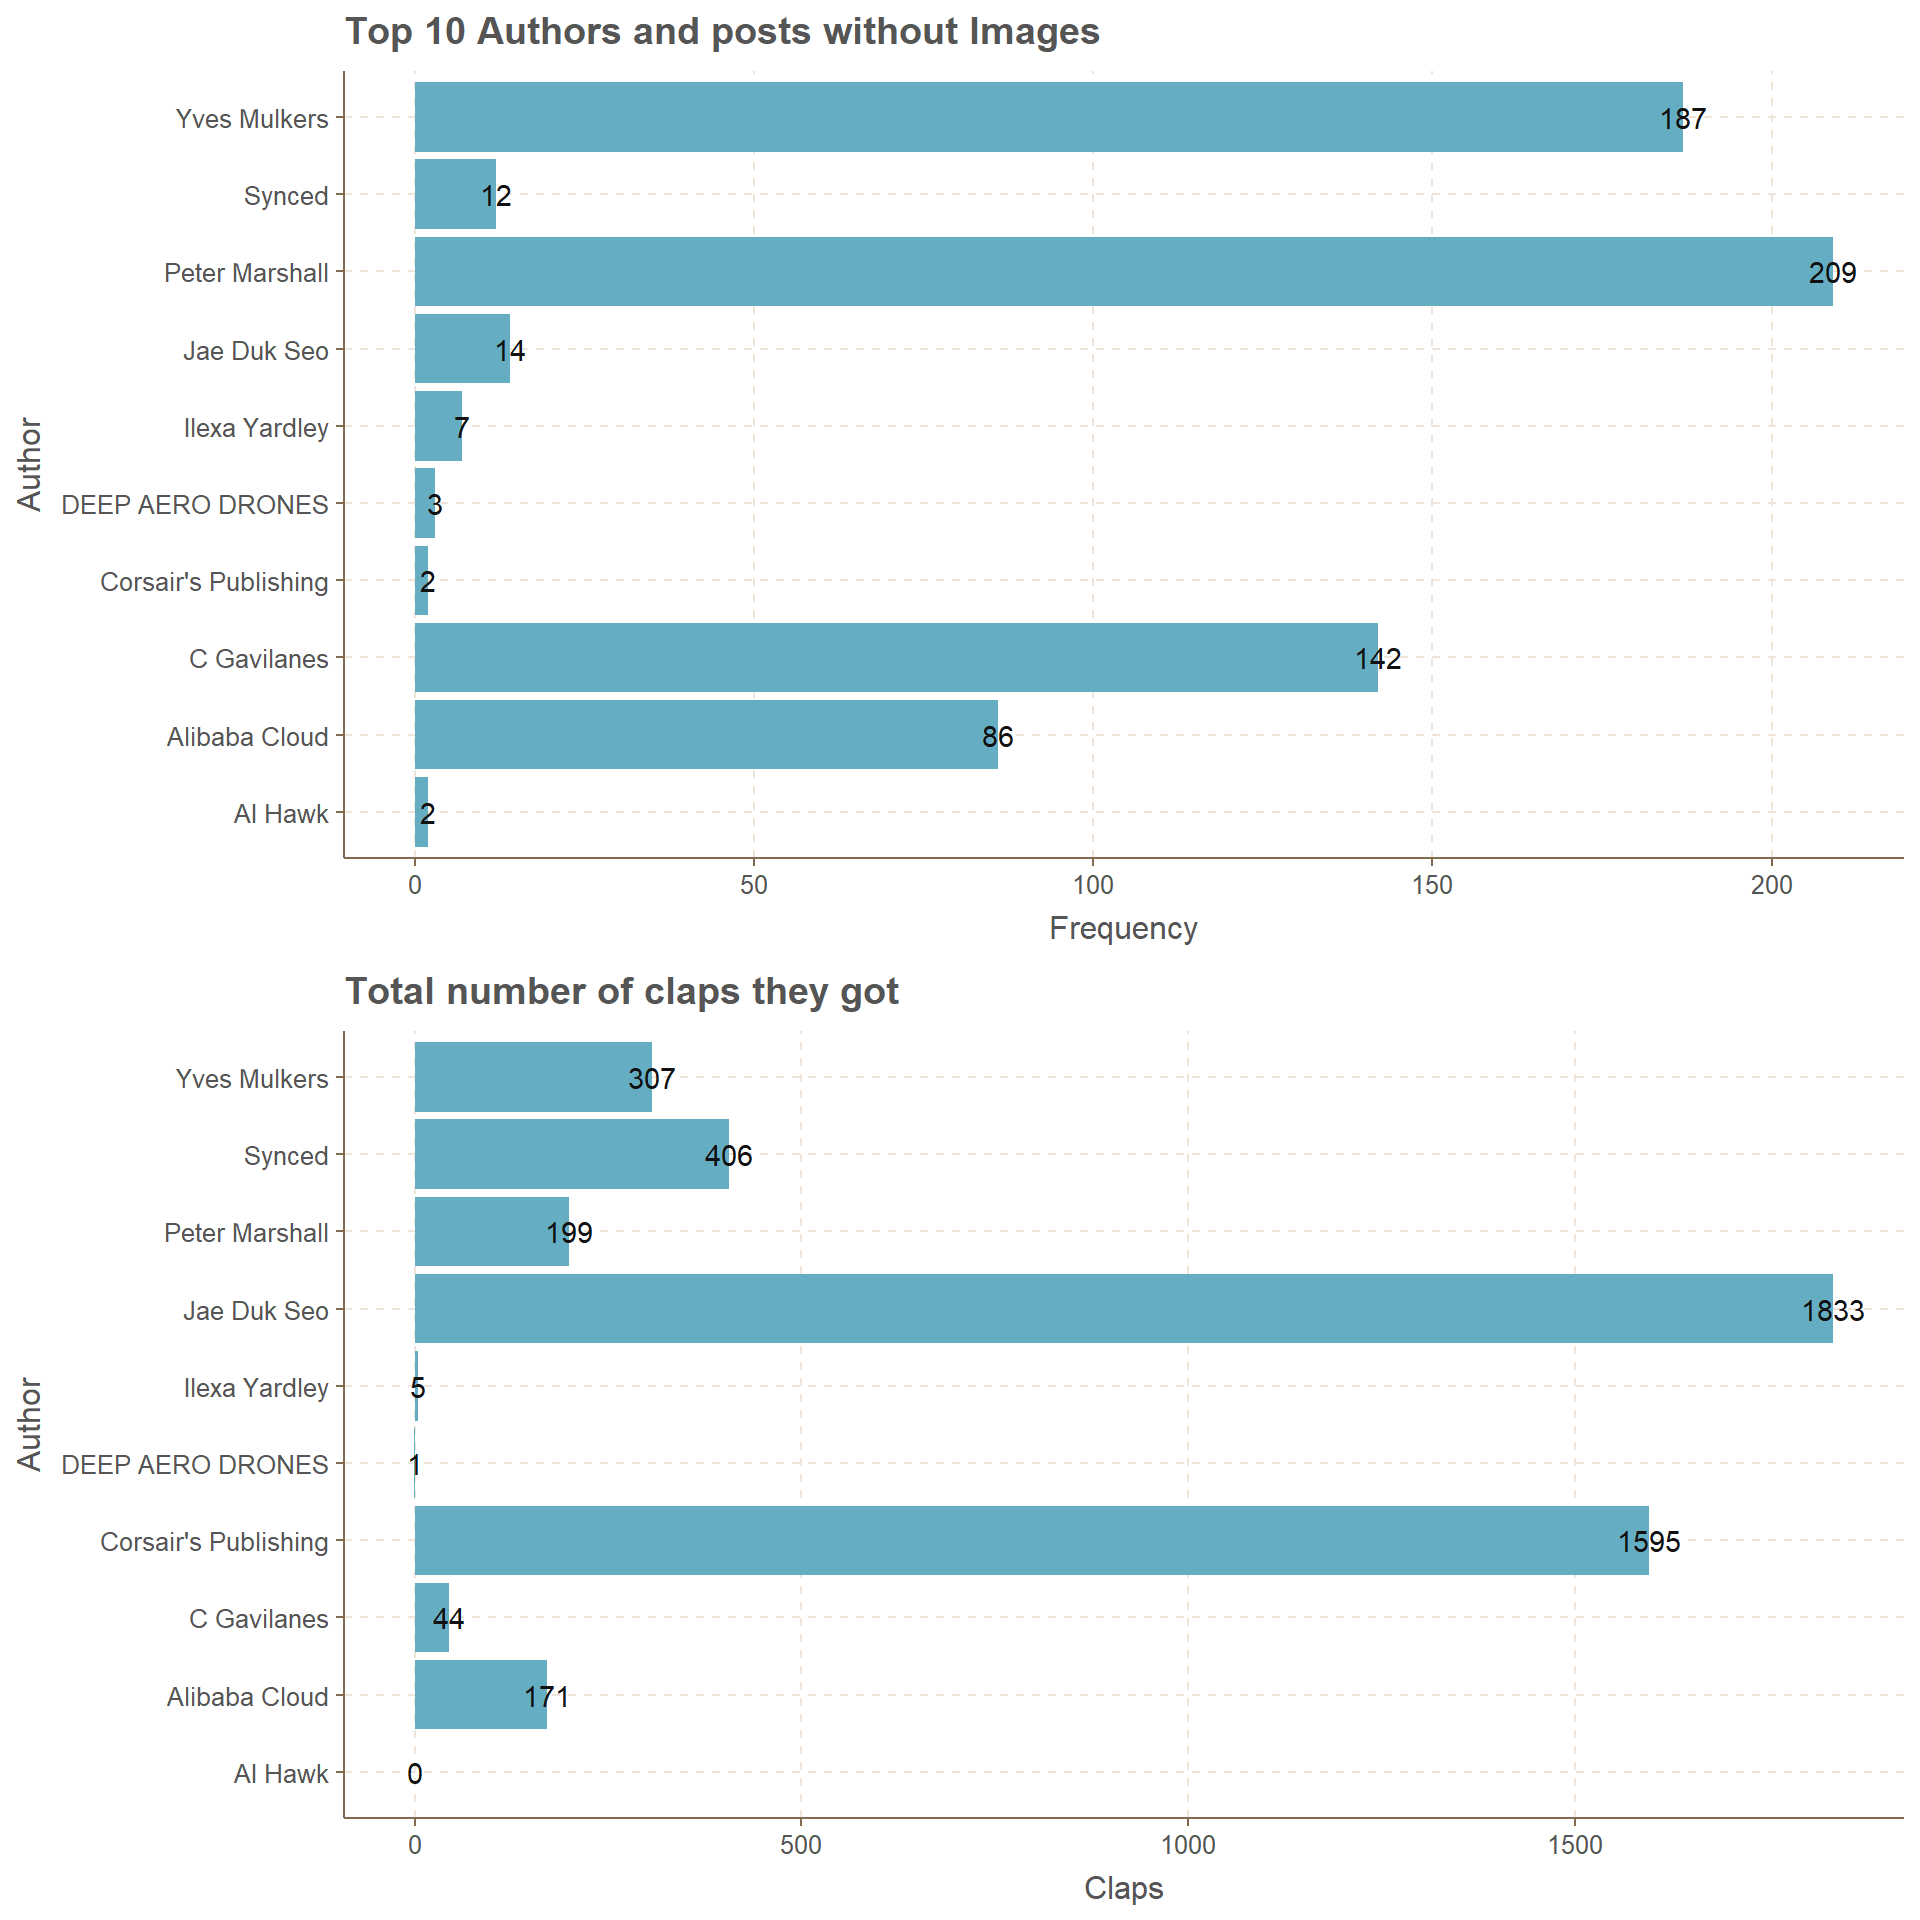 Top 10 Authors and posts without Images
Author
Yves Mulkers 187
Synced 12
Peter Marshall 209
Jae Duk Seo 14
Ilexa Yardley 7
DEEP AERO DRONES 3
Corsair's Publishing 2
C Gavilanes 142
Alibaba Cloud 86
AI Hawk 2
0 50 100 150 200
Frequency
Total number of claps they got
Author
Yves Mulkers 307
Synced 406
Peter Marshall 199
Jae Duk Seo 1833
Ilexa Yardley 5
DEEP AERO DRONES 1
Corsair's Publishing 1595
C Gavilanes 44
Alibaba Cloud 171
AI Hawk 0
0 500 1000 1500
Claps